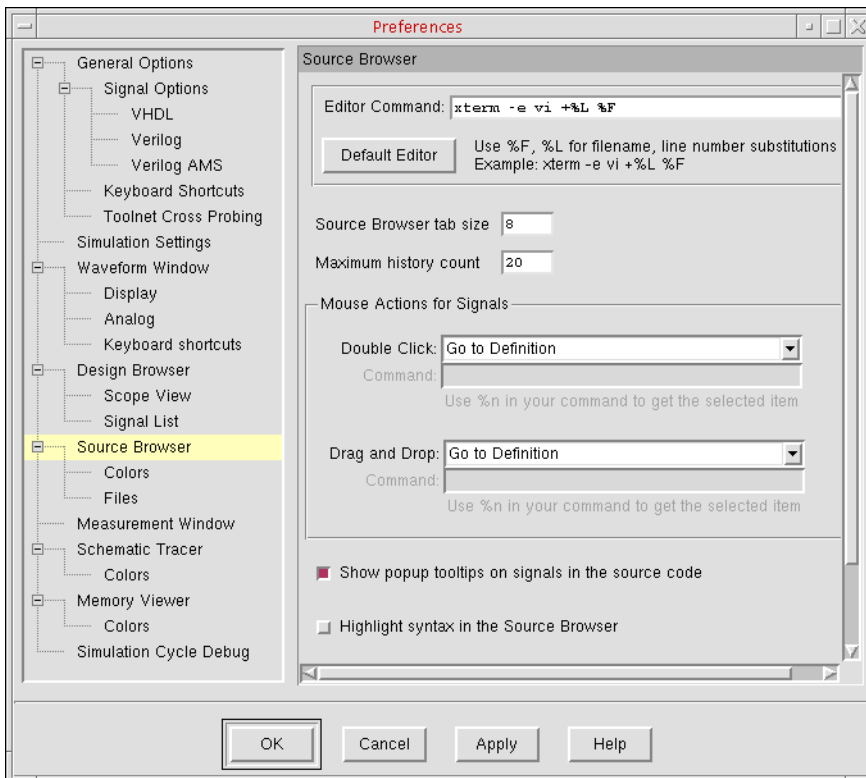 Preferences
General Options
Signal Options
VHDL
Verilog
Verilog AMS
Keyboard Shortcuts
Toolnet Cross Probing
Simulation Settings
Waveform Window
Display
Analog
Keyboard shortcuts
Design Browser
Scope View
Signal List
Source Browser
Colors
Files
Measurement Window
Schematic Tracer
Colors
Memory Viewer
Colors
Simulation Cycle Debug
Source Browser
Editor Command: xterm -e vi +%L %F
Default Editor
Use %F, %L for filename, line number substitutions
Example: xterm -e vi +%L %F
Source Browser tab size 8
Maximum history count 20
Mouse Actions for Signals
Double Click: Go to Definition
Command:
Use %n in your command to get the selected item
Drag and Drop: Go to Definition
Command:
Use %n in your command to get the selected item
Show popup tooltips on signals in the source code
Highlight syntax in the Source Browser
OK Cancel Apply Help